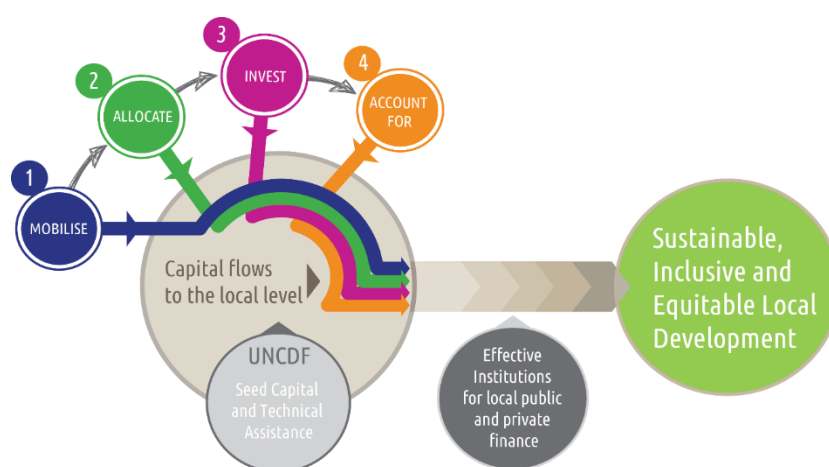 1
MOBILISE
2
ALLOCATE
3
INVEST
4
ACCOUNT
FOR
Capital flows
to the local level
UNCDF
Seed Capital
and Technical
Assistance
Effective
Institutions
for local public
and private
finance
Sustainable,
Inclusive and
Equitable Local
Development